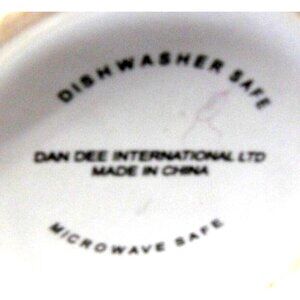 DISHWASHER SAFE
DAN DEE INTERNATIONAL LTD
MADE IN CHINA
MICROWAVE SAFE